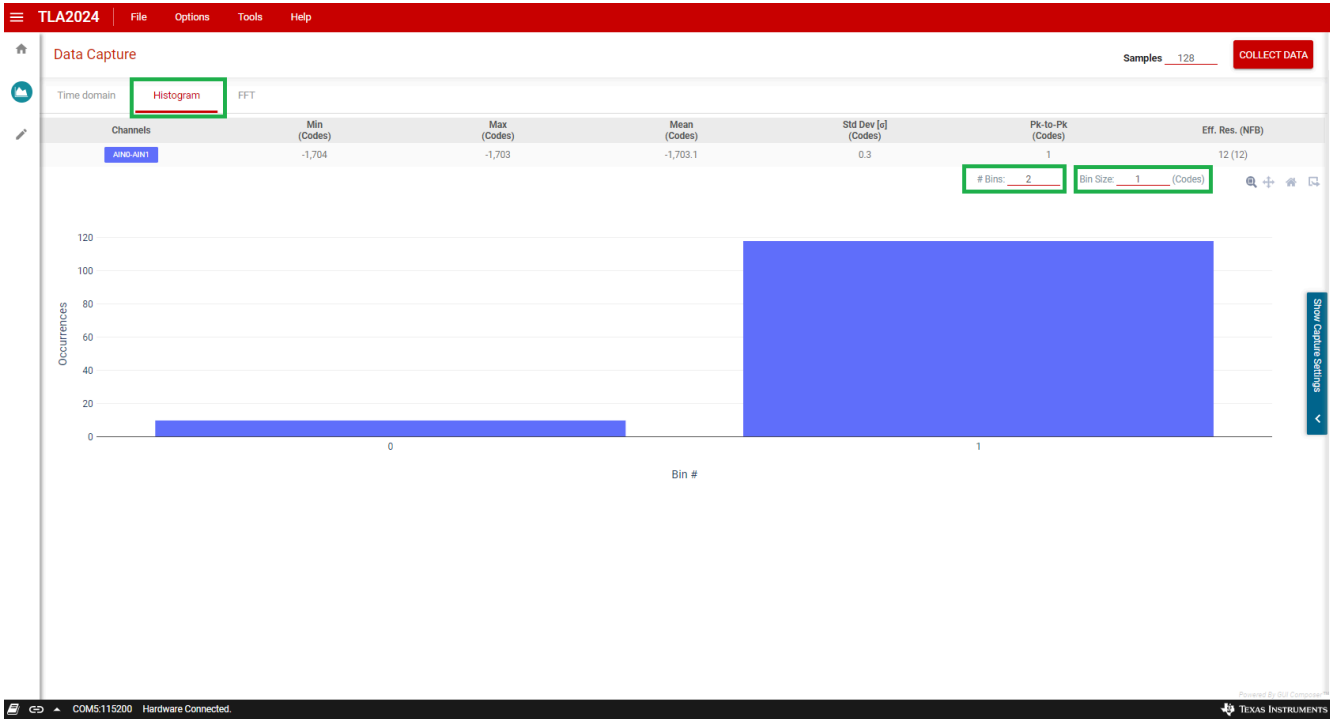 TLA2024 File Options Tools Help
Data Capture
Samples 128 COLLECT DATA
Time domain Histogram FFT
Channels Min (Codes) Max (Codes) Mean (Codes) Std Dev [σ] (Codes) Pk-to-Pk (Codes) Eff. Res. (NFB)
AIN0-AIN1 -1,704 -1,703 -1,703.1 0.3 1 12 (12)
# Bins: 2 Bin Size: 1 (Codes)
120
100
80
60
40
20
0
Occurrences
0 1
Bin #
Show Capture Settings
Powered By GUI Composer™
COM5:115200 Hardware Connected.
TEXAS INSTRUMENTS